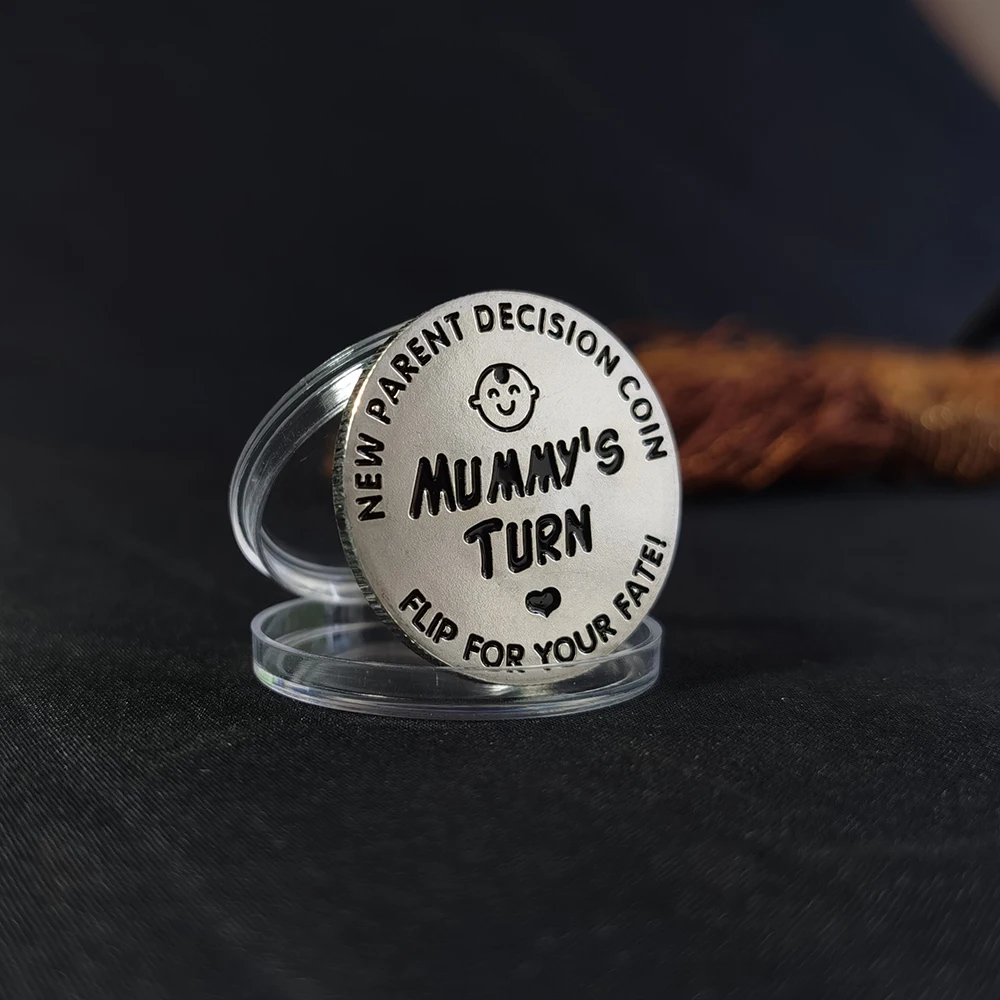 NEW PARENT DECISION COIN
MUMMY'S
TURN
FLIP FOR YOUR FATE!